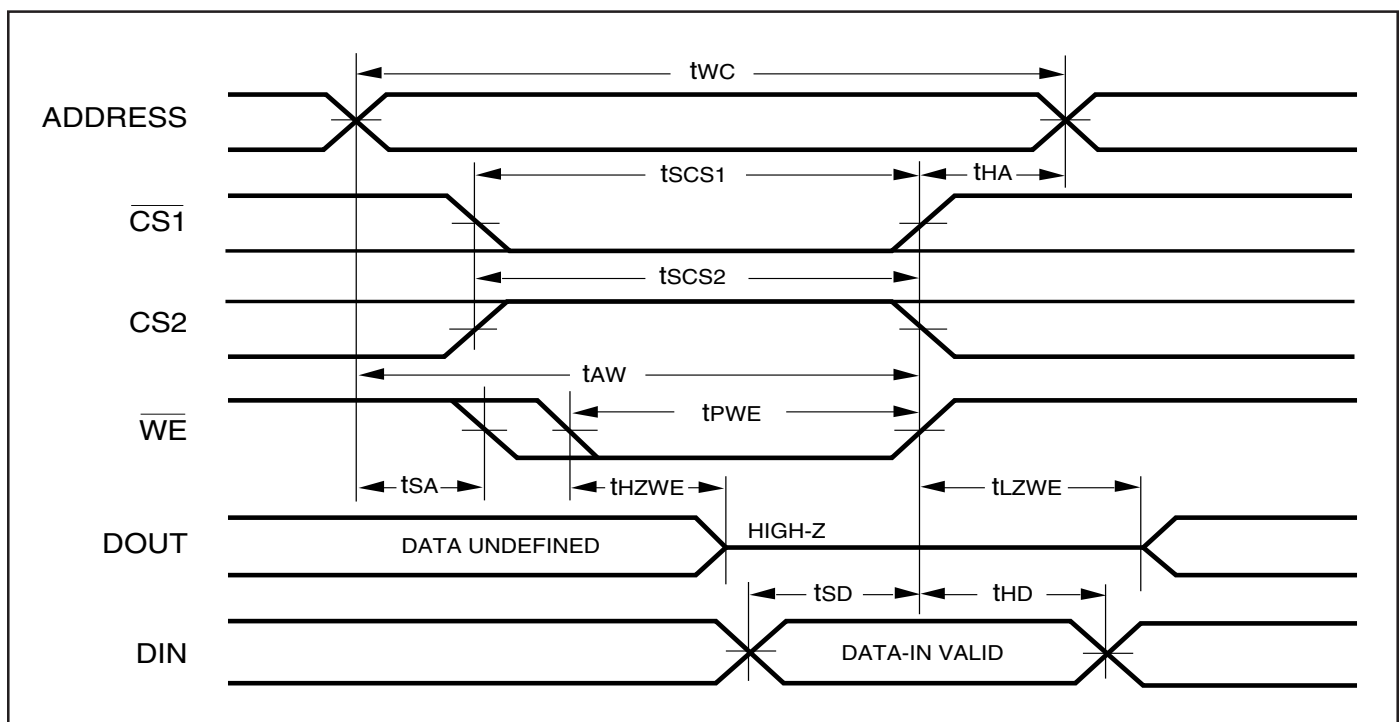 tWC
ADDRESS
tSCS1
tHA
CS1
tSCS2
CS2
tAW
WE
tPWE
tSA
tHZWE
tLZWE
DOUT
DATA UNDEFINED
HIGH-Z
tSD
tHD
DIN
DATA-IN VALID